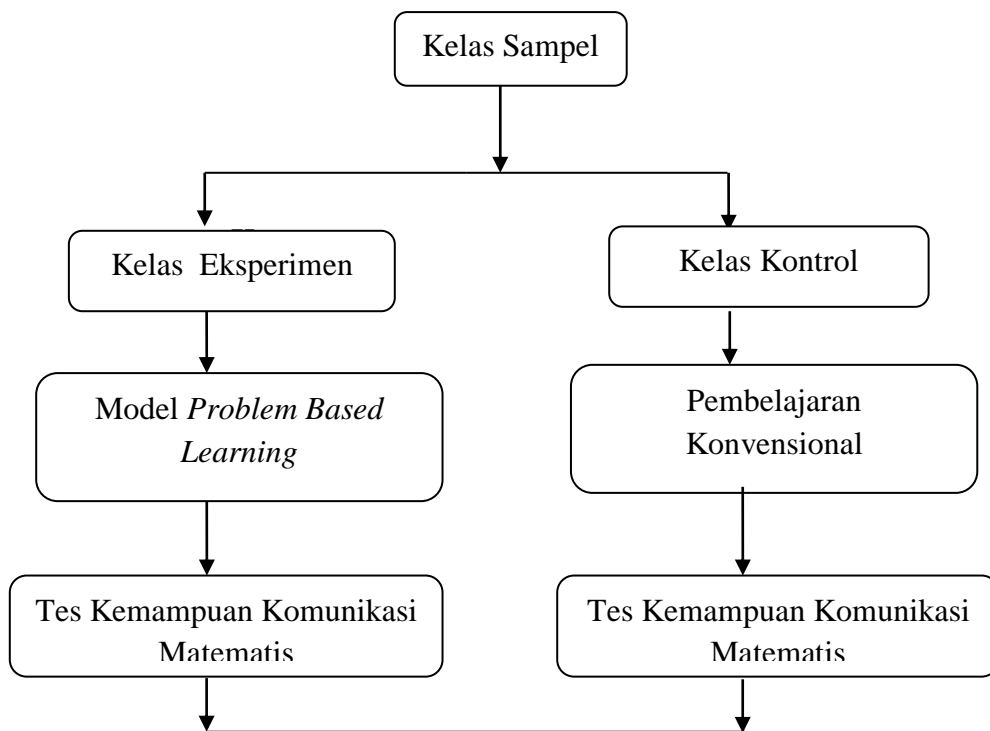 Kelas Sampel
Kelas Eksperimen
Kelas Kontrol
Model Problem Based
Learning
Pembelajaran
Konvensional
Tes Kemampuan Komunikasi
Matematis
Tes Kemampuan Komunikasi
Matematis